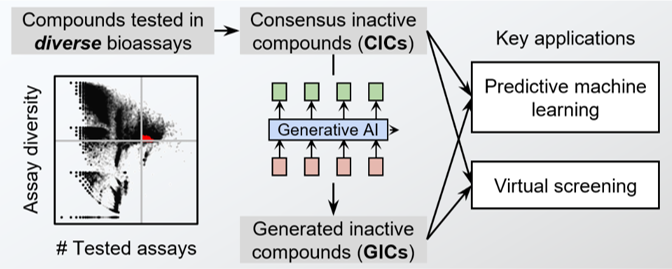 Compounds tested in
diverse bioassays
Consensus inactive
compounds (CICs)
Key applications
Predictive machine
learning
Generative AI
Assay diversity
Virtual screening
# Tested assays
Generated inactive
compounds (GICs)